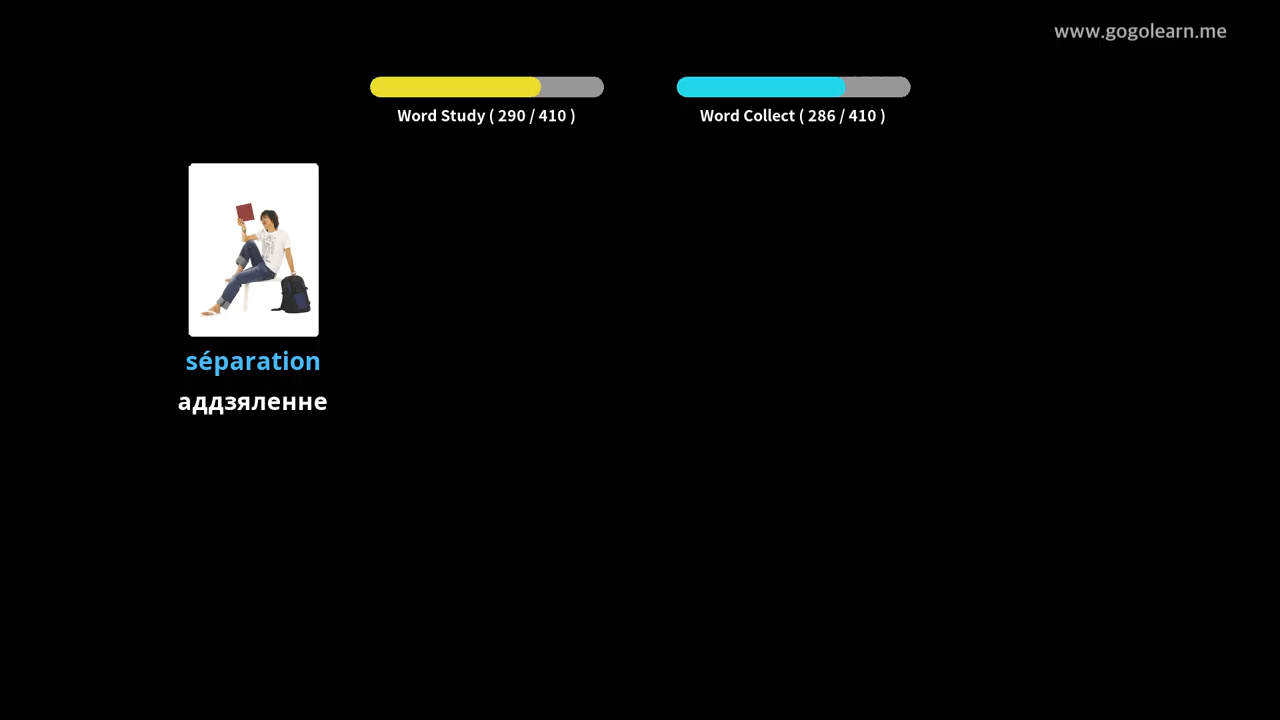 www.gogolearn.me
Word Study ( 290 / 410 )
Word Collect ( 286 / 410 )
séparation
аддзяленне